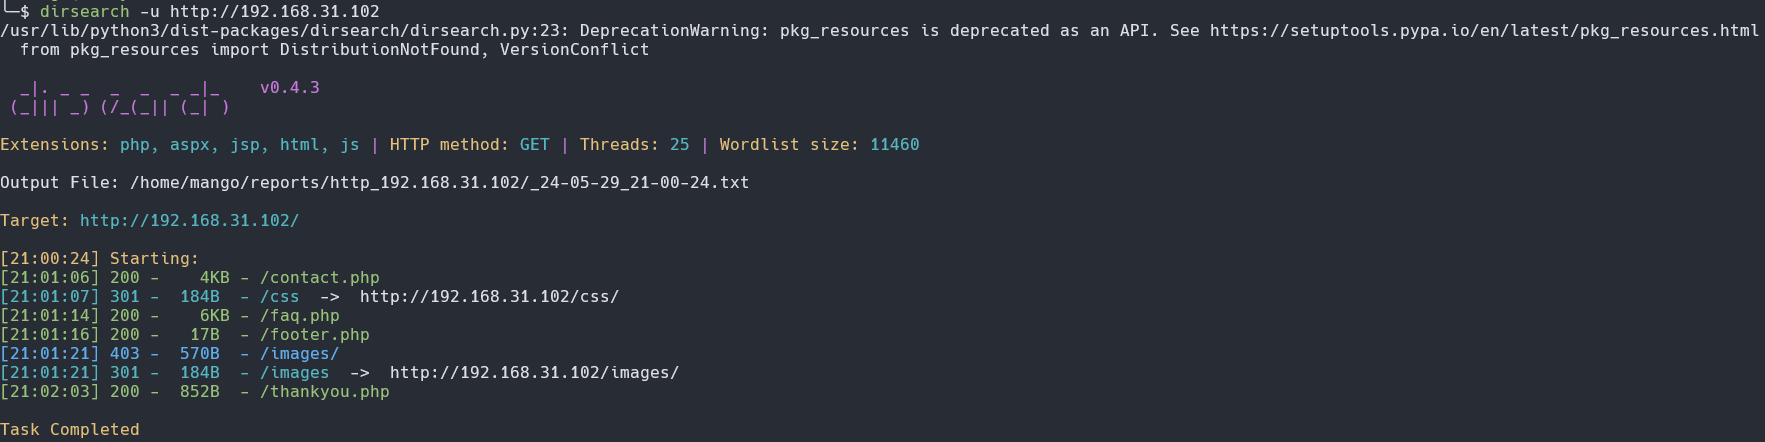 └─$ dirsearch -u http://192.168.31.102
/usr/lib/python3/dist-packages/dirsearch/dirsearch.py:23: DeprecationWarning: pkg_resources is deprecated as an API. See https://setuptools.pypa.io/en/latest/pkg_resources.html
  from pkg_resources import DistributionNotFound, VersionConflict
  _|. _ _  _  _  _ _|_    v0.4.3
 (_||| _) (/_(_|| (_| )
Extensions: php, aspx, jsp, html, js | HTTP method: GET | Threads: 25 | Wordlist size: 11460
Output File: /home/mango/reports/http_192.168.31.102/_24-05-29_21-00-24.txt
Target: http://192.168.31.102/
[21:00:24] Starting:
[21:01:06] 200 -    4KB - /contact.php
[21:01:07] 301 -  184B  - /css  ->  http://192.168.31.102/css/
[21:01:14] 200 -    6KB - /faq.php
[21:01:16] 200 -   17B  - /footer.php
[21:01:21] 403 -  570B  - /images/
[21:01:21] 301 -  184B  - /images  ->  http://192.168.31.102/images/
[21:02:03] 200 -  852B  - /thankyou.php
Task Completed